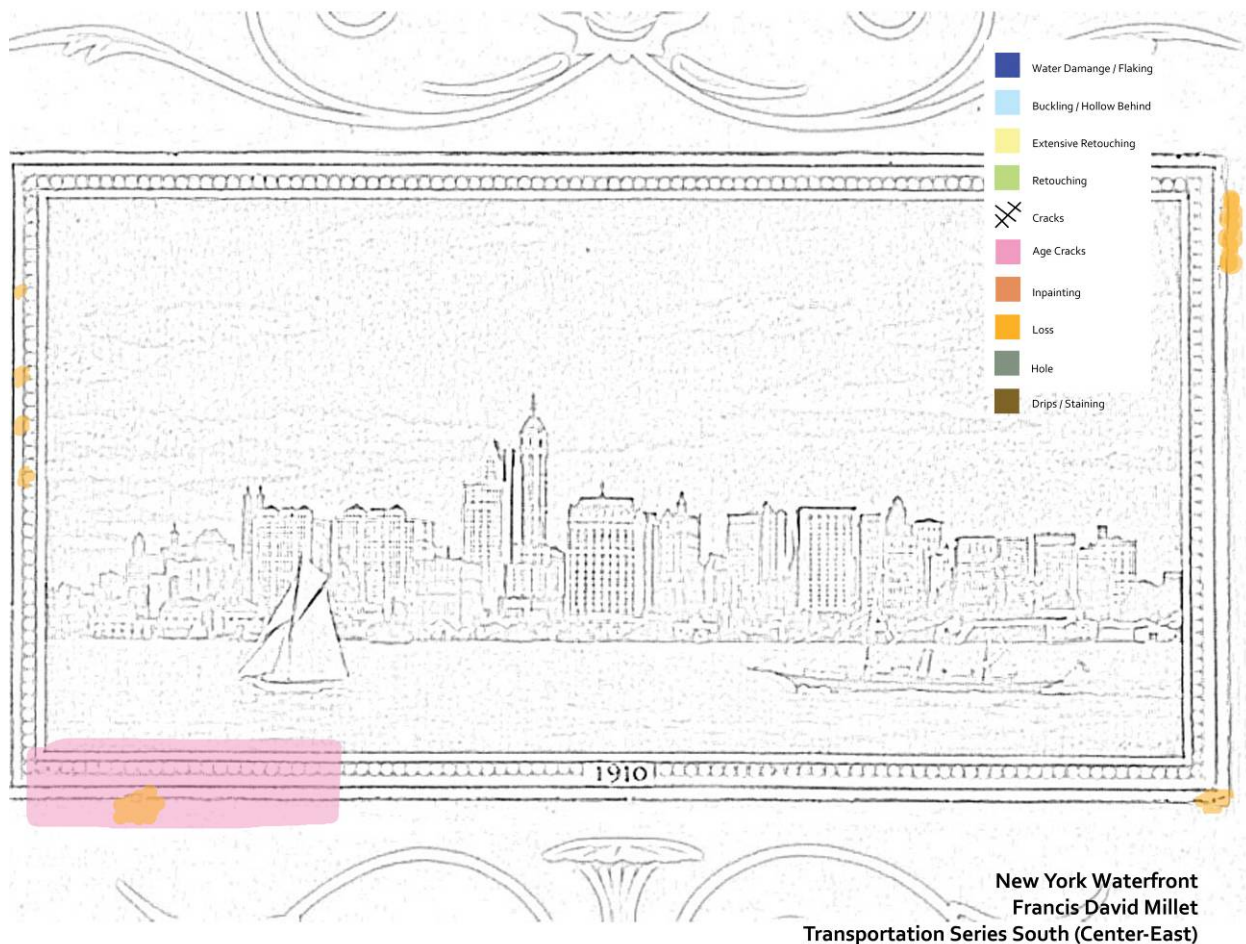 Water Damange / Flaking
Buckling / Hollow Behind
Extensive Retouching
Retouching
Cracks
Age Cracks
Inpainting
Loss
Hole
Drips / Staining
1910
New York Waterfront
Francis David Millet
Transportation Series South (Center-East)